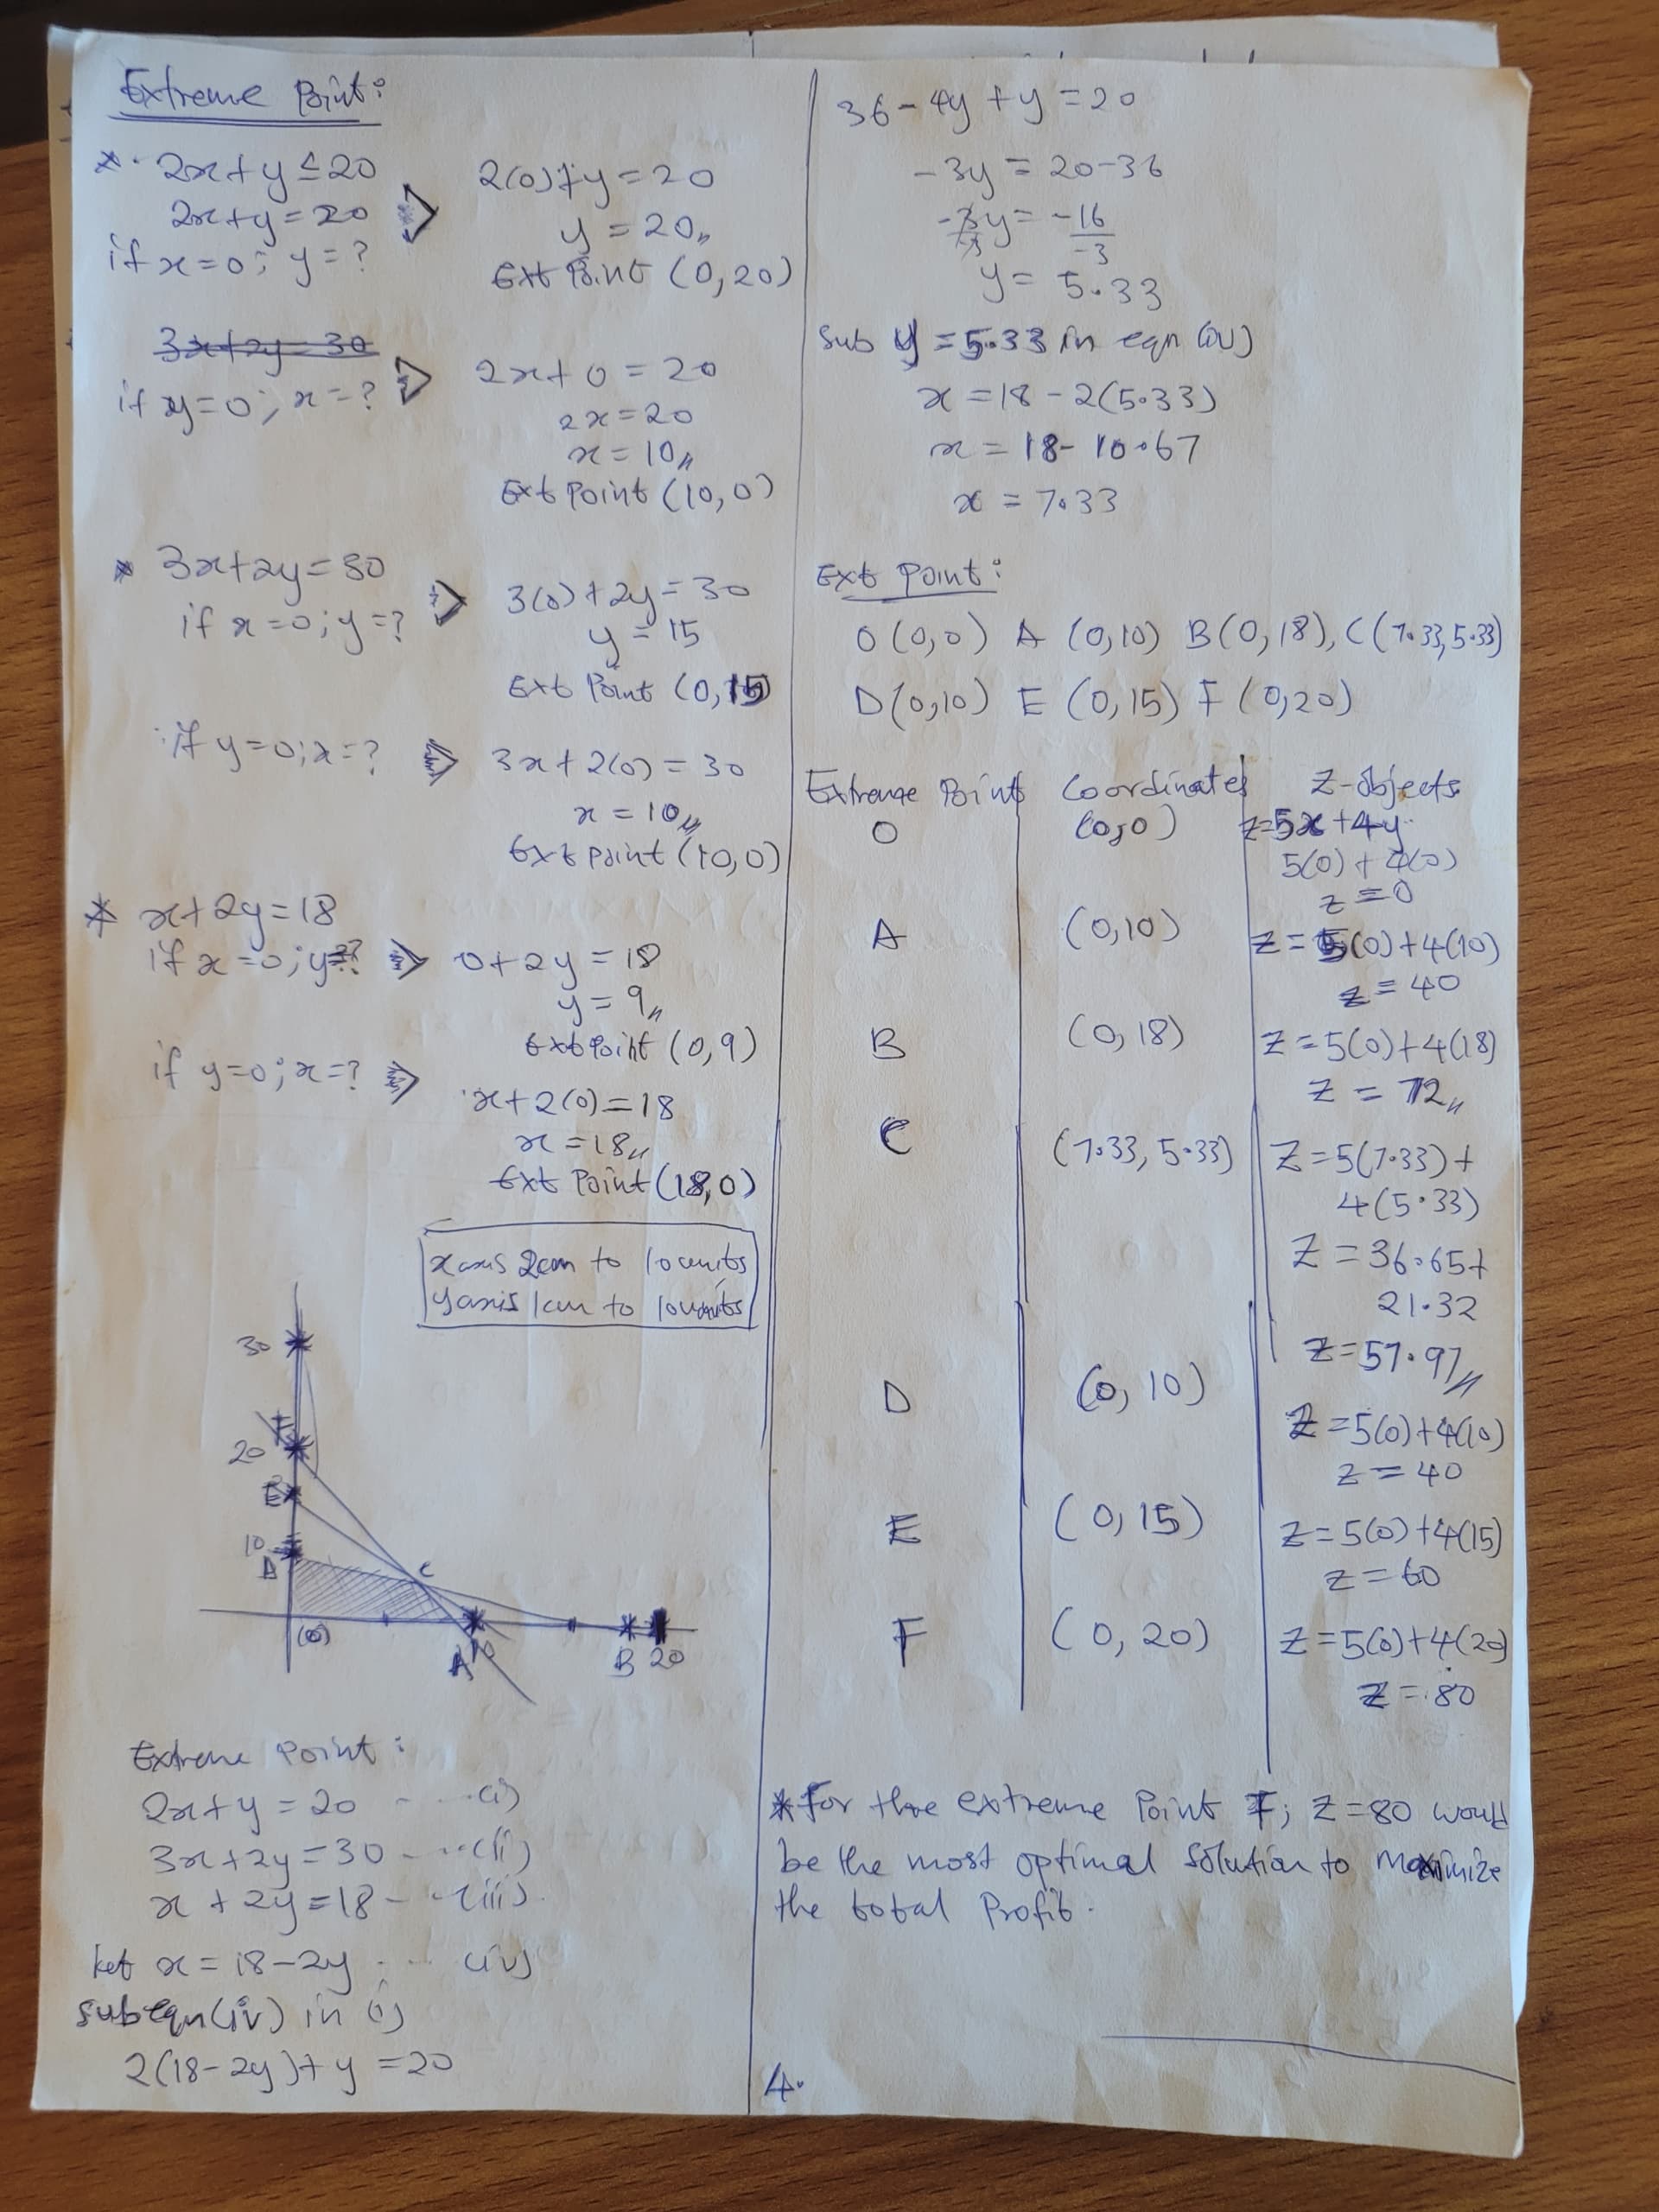 Extreme Point:
* 2x+y ≤ 20
2x+y = 20
if x=0; y=?
2(0)+y = 20
y = 20
Ext Point (0,20)
3x+2y=30
if y=0; x=?
2x+0 = 20
2x=20
x=10
Ext Point (10,0)
* 3x+2y=30
if x=0; y=?
3(0)+2y=30
y=15
Ext Point (0,15)
if y=0; x=?
3x+2(0) = 30
x = 10
Ext Point (10,0)
* x+2y=18
if x=0; y=?
0+2y = 18
y = 9
Ext Point (0,9)
if y=0; x=?
x+2(0)=18
x=18
Ext Point (18,0)
x axis 2cm to 10 units
y axis 1cm to 10 units
30
F
20
E
10
D
C
(0)
A 10
B 20
Extreme Point:
2x+y = 20 - - - (i)
3x+2y=30 - - - (ii)
x+2y=18 - - - (iii)
Let x = 18-2y - - - (iv)
sub eqn (iv) in (i)
2(18-2y)+y = 20
36-4y+y = 20
-3y = 20-36
-3y/-3 = -16/-3
y = 5.33
Sub y = 5.33 in eqn (iv)
x = 18 - 2(5.33)
x = 18 - 10.67
x = 7.33
Ext Point:
O (0,0) A (0,10) B (0,18), C (7.33, 5.33)
D (0,10) E (0,15) F (0,20)
Extreme Point Coordinates Z-objects
O (0,0) z=5x+4y
5(0)+4(0)
z = 0
A (0,10) z = 5(0)+4(10)
z = 40
B (0,18) z = 5(0)+4(18)
z = 72
C (7.33, 5.33) z = 5(7.33)+
4(5.33)
z = 36.65+
21.32
z = 57.97
D (0,10) z = 5(0)+4(10)
z = 40
E (0,15) z = 5(0)+4(15)
z = 60
F (0,20) z = 5(0)+4(20)
z = 80
* For the extreme Point F; z=80 would
be the most optimal solution to Maximize
the total Profit.
4.